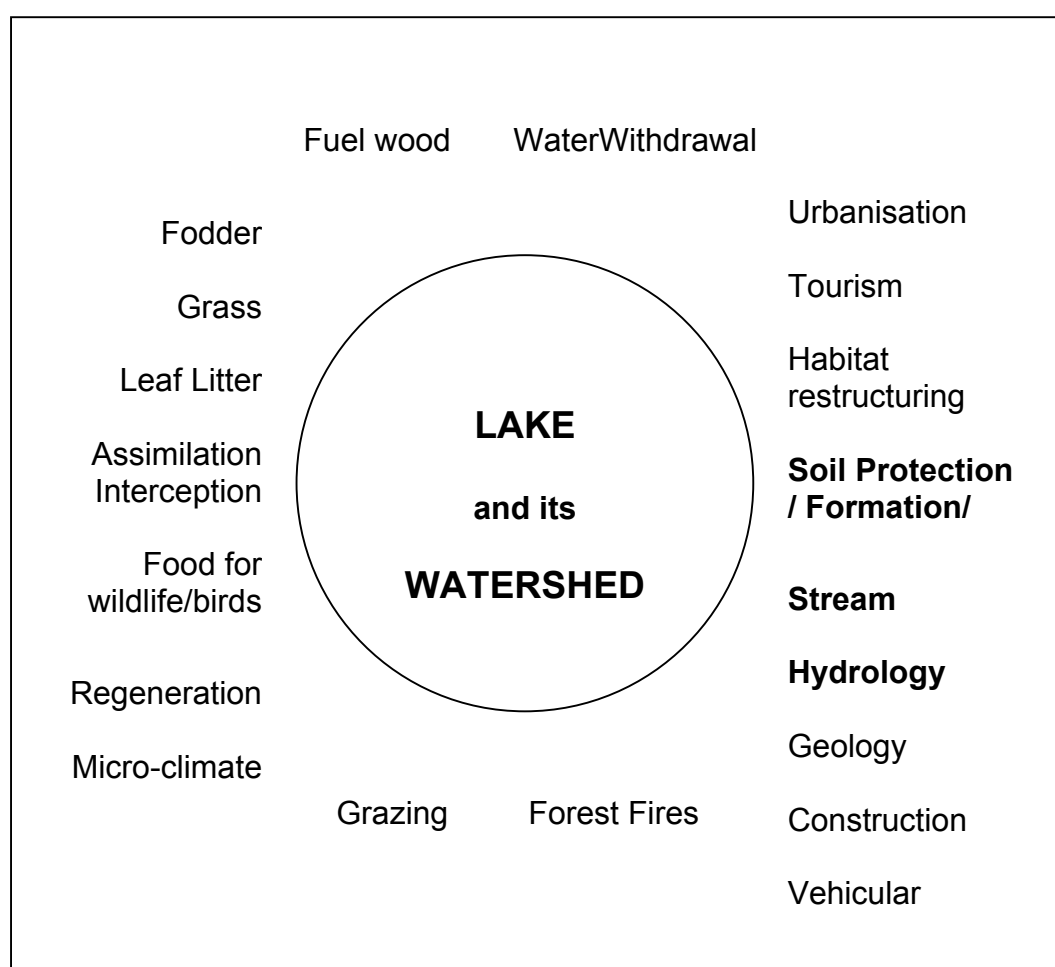 Fuel wood WaterWithdrawal
Fodder
Grass
Leaf Litter
Assimilation
Interception
Food for
wildlife/birds
Regeneration
Micro-climate
LAKE
and its
WATERSHED
Urbanisation
Tourism
Habitat
restructuring
Soil Protection
/ Formation/
Stream
Hydrology
Geology
Construction
Vehicular
Grazing Forest Fires